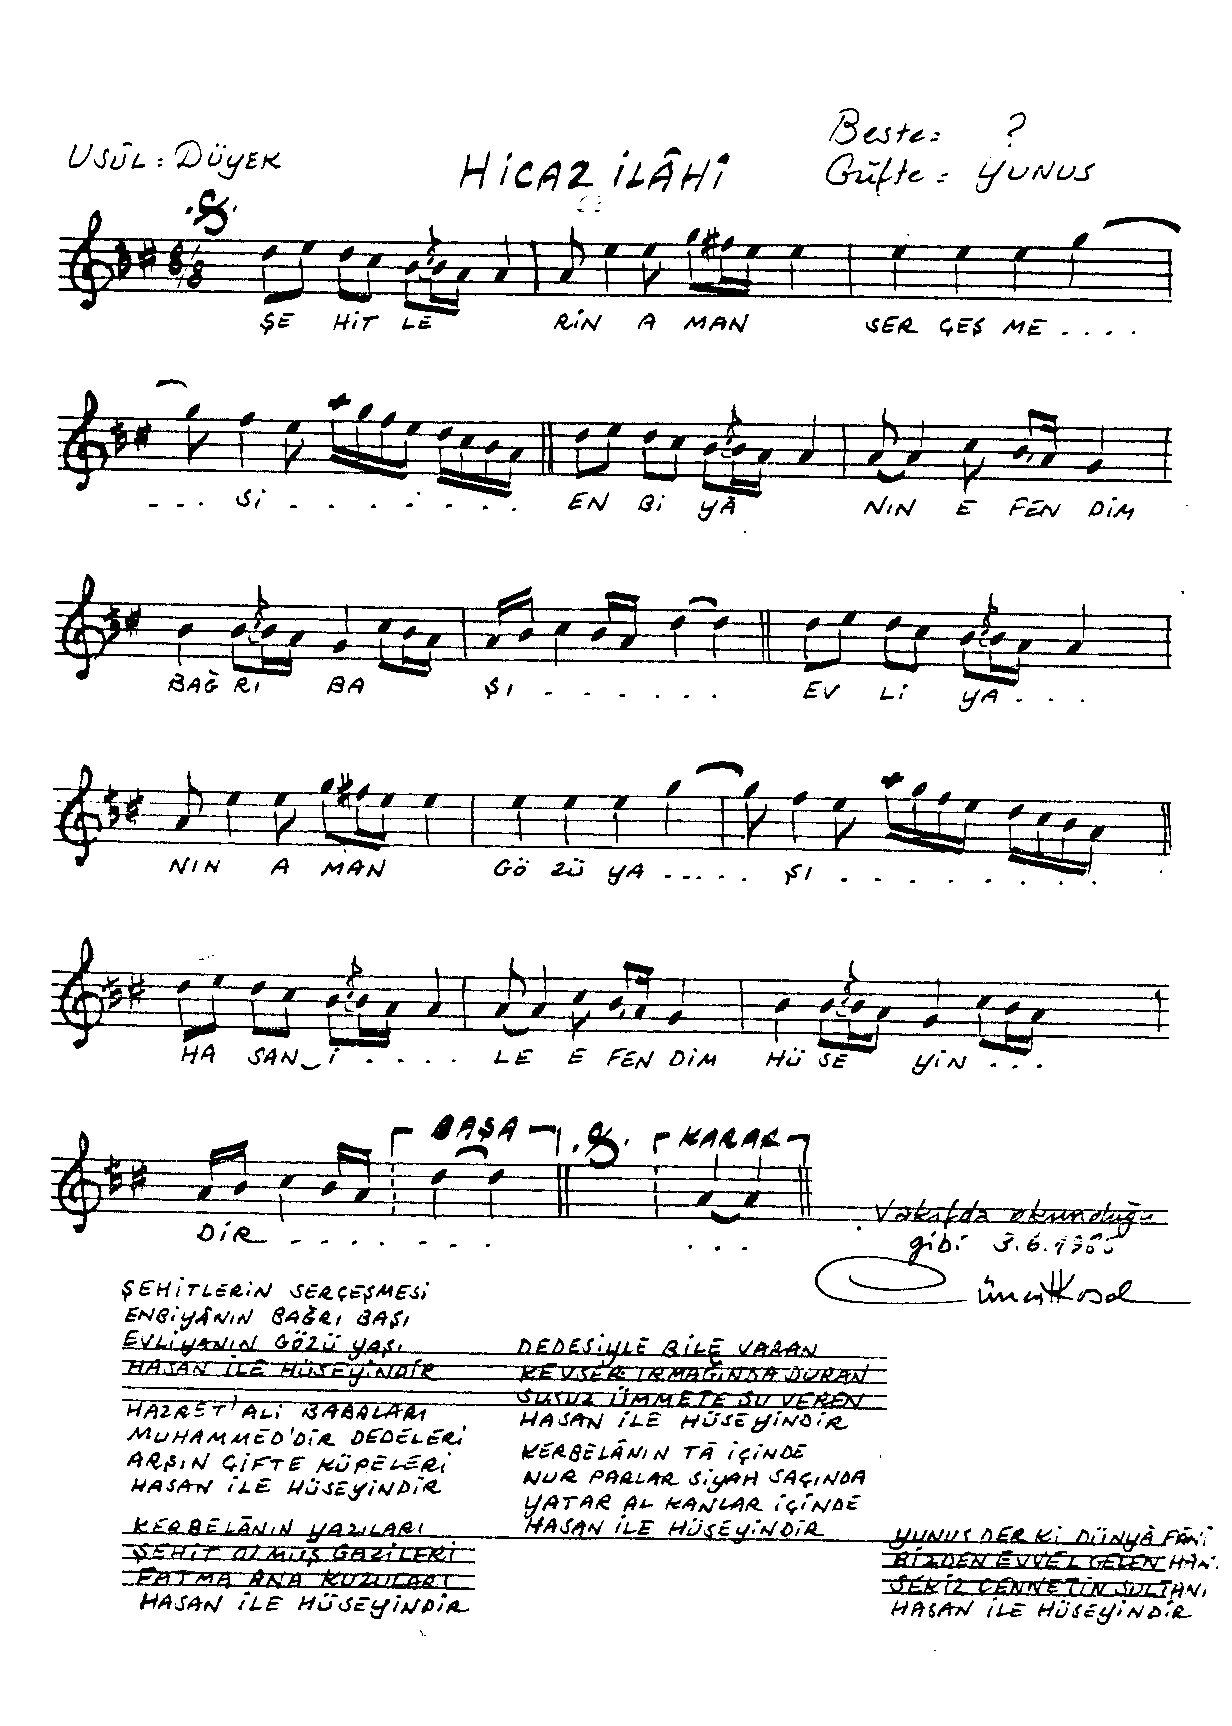 USÛL : DÜYEK
HİCAZ İLÂHİ
Beste= ?
Güfte= YUNUS
8/8
ŞE HİT LE RİN A MAN SER ÇEŞ ME . . . .
- . . Sİ . . . . . . . EN Bİ YÂ NIN E FEN DİM
BAĞ RI BA ŞI . . . . . . EV Lİ YA . . .
NIN A MAN GÖ ZÜ YA . . . . . ŞI . . . . . . .
HA SAN İ . . . . LE E FEN DİM HÜ SE YİN . . .
BAŞA KARAR
DİR . . . . . . . . . .
Vakıfda okunduğu
gibi 3.6.19
ŞEHİTLERİN SERÇEŞMESİ
ENBİYÂNIN BAĞRI BAŞI
EVLİYANIN GÖZÜ YAŞI
HASAN İLE HÜSEYİNDİR
HAZRET'ALİ BABALARI
MUHAMMED'DİR DEDELERİ
ARŞIN ÇİFTE KÜPELERİ
HASAN İLE HÜSEYİNDİR
KERBELÂNIN YAZILARI
ŞEHİT OLMUŞ GAZİLERİ
FATMA ANA KUZULARI
HASAN İLE HÜSEYİNDİR
DEDESİYLE BİLE VARAN
KEVSER IRMAĞINDA DURAN
SUSUZ ÜMMETE SU VEREN
HASAN İLE HÜSEYİNDİR
KERBELÂNIN TÂ İÇİNDE
NUR PARLAR SİYAH SAÇINDA
YATAR AL KANLAR İÇİNDE
HASAN İLE HÜSEYİNDİR
YUNUS DER Kİ DÜNYÂ FÂNİ
BİZDEN EVVEL GELEN HANİ
SEKİZ CENNETİN SULTANI
HASAN İLE HÜSEYİNDİR